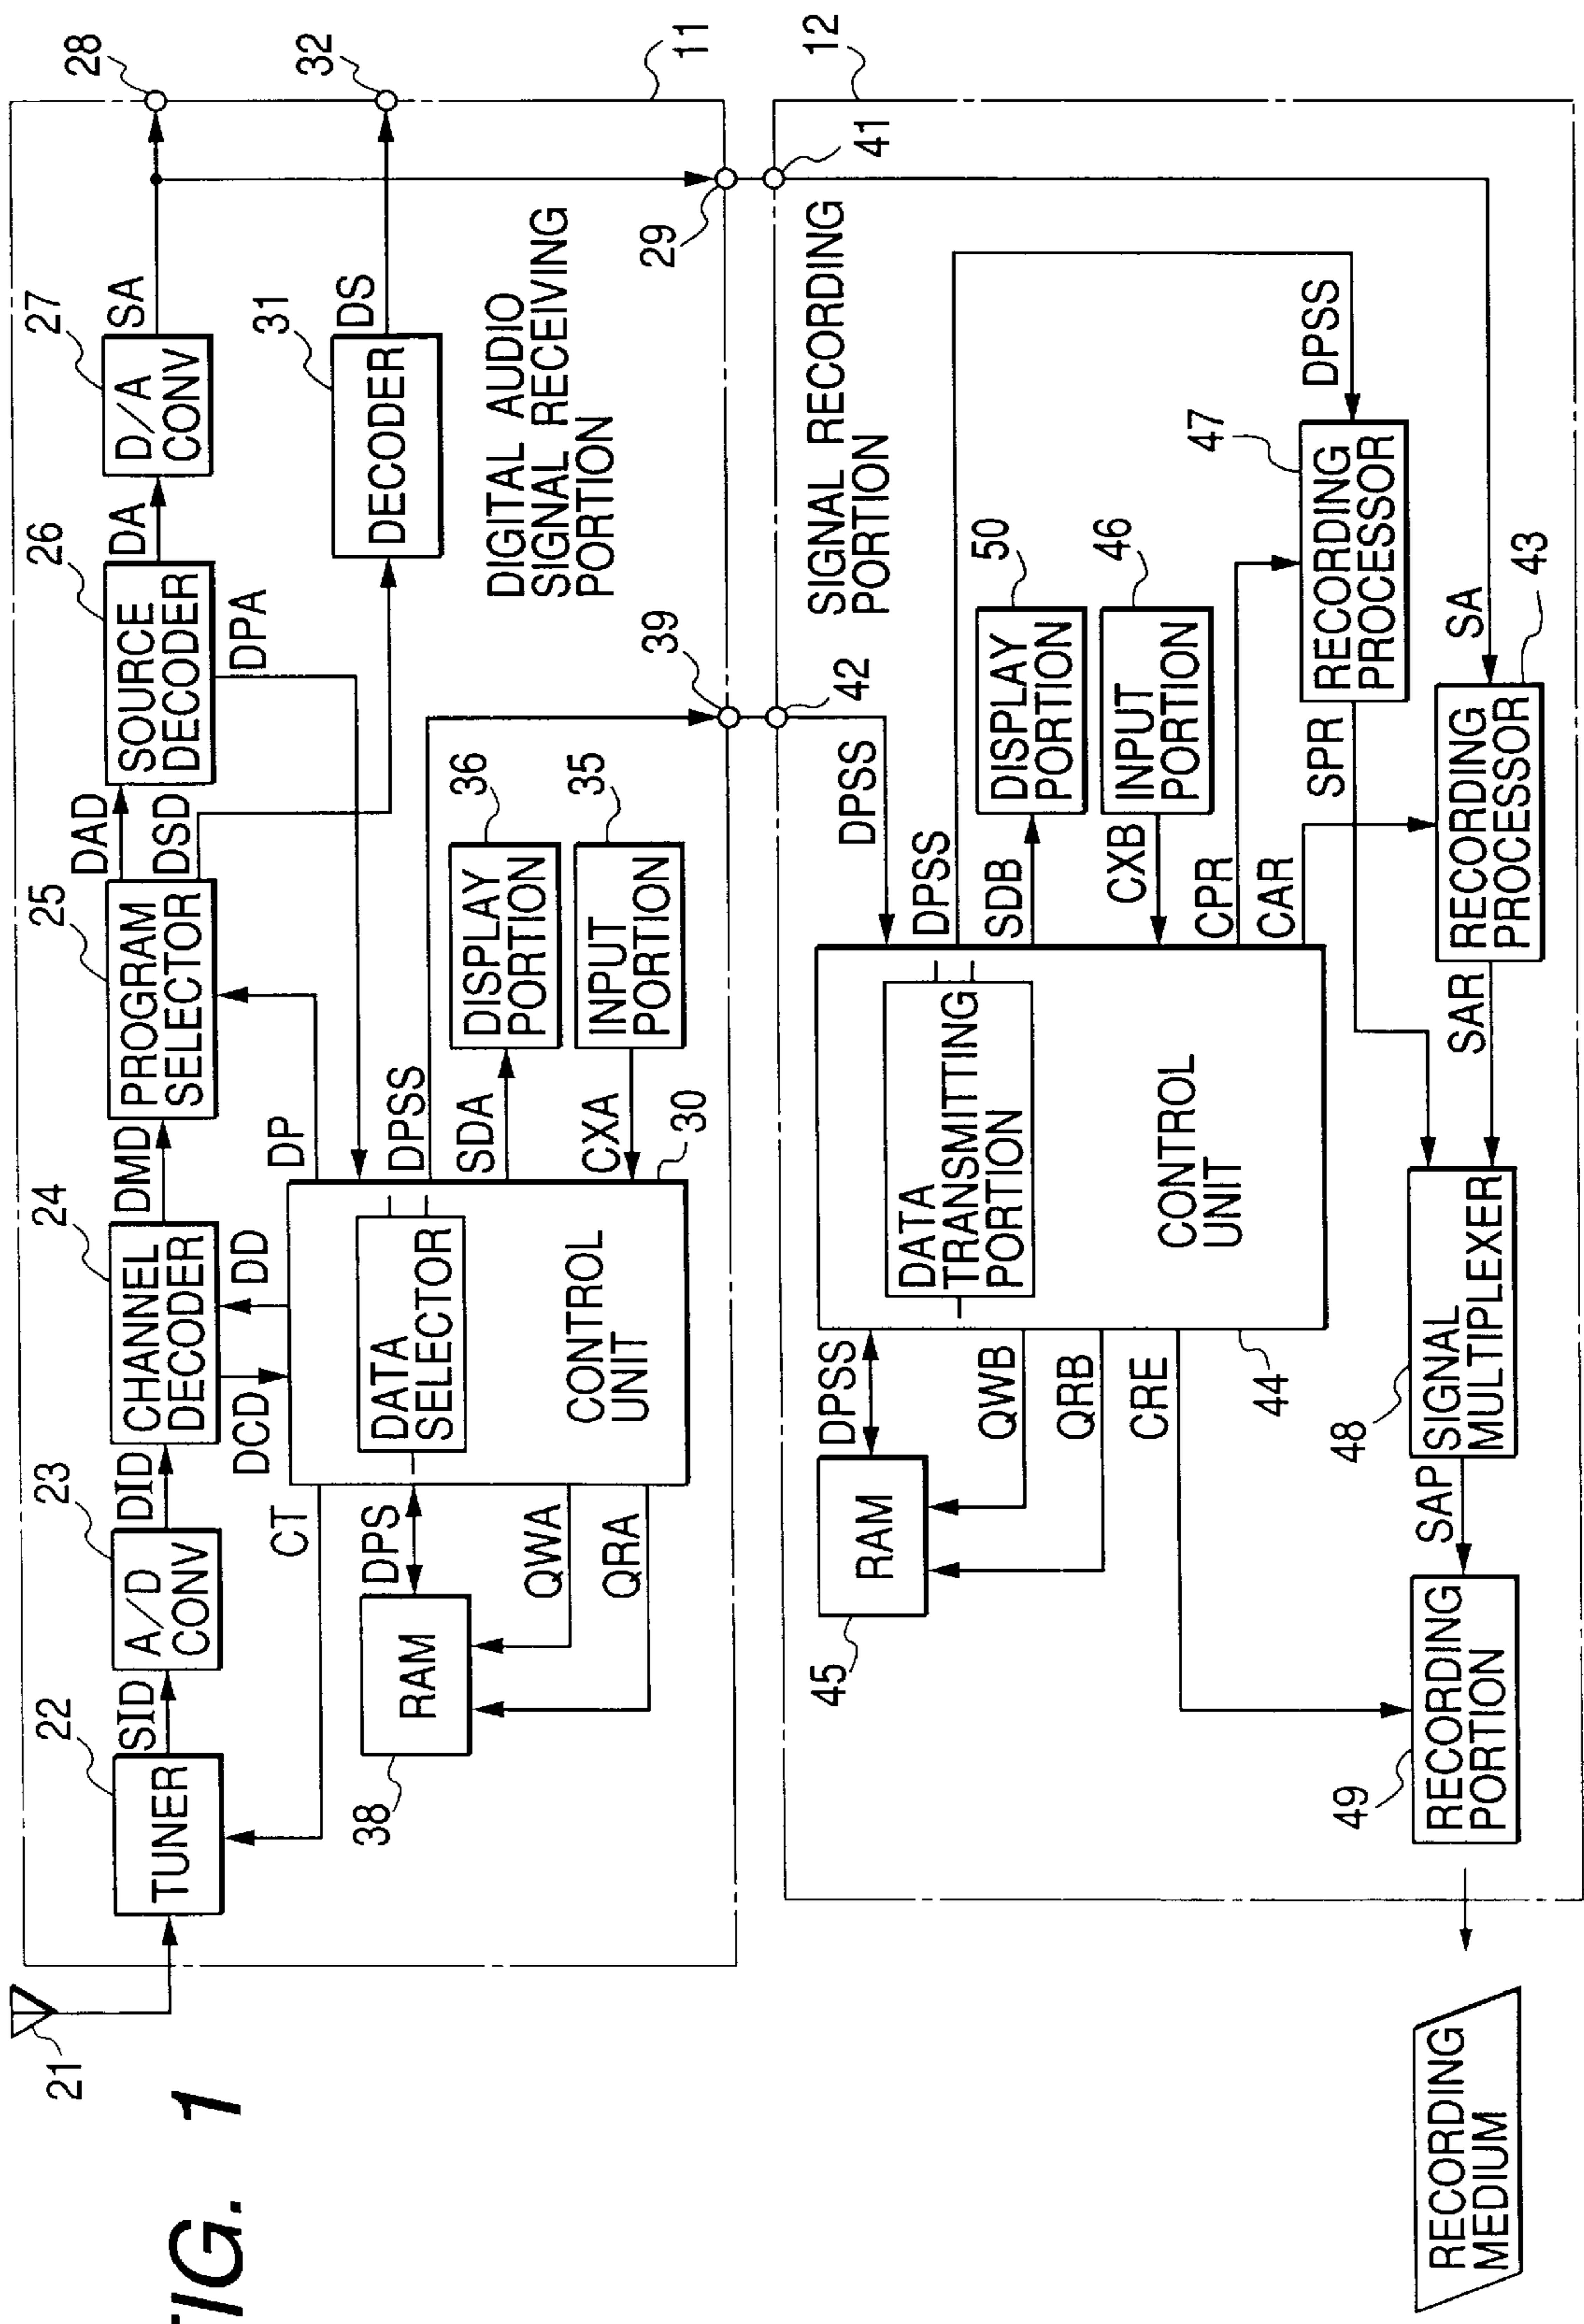 FIG. 1
21
22
TUNER
SID
23
A/D
CONV
DID
24
CHANNEL
DECODER
DMD
25
PROGRAM
SELECTOR
DAD
DSD
26
SOURCE
DECODER
DA
DPA
27
D/A
CONV
SA
28
31
DECODER
DS
32
11
DIGITAL AUDIO
SIGNAL RECEIVING
PORTION
CT
DCD
DD
DP
DATA
SELECTOR
CONTROL
UNIT
30
DPS
RAM
38
QWA
QRA
DPSS
SDA
DISPLAY
PORTION
36
CXA
INPUT
PORTION
35
39
29
42
41
12
SIGNAL RECORDING
PORTION
DPSS
DATA
TRANSMITTING
PORTION
CONTROL
UNIT
44
DPSS
RAM
45
QWB
QRB
CRE
DPSS
SDB
DISPLAY
PORTION
50
CXB
INPUT
PORTION
46
CPR
CAR
DPSS
RECORDING
PROCESSOR
47
SPR
SA
RECORDING
PROCESSOR
43
SAR
SIGNAL
MULTIPLEXER
48
SAP
RECORDING
PORTION
49
RECORDING
MEDIUM